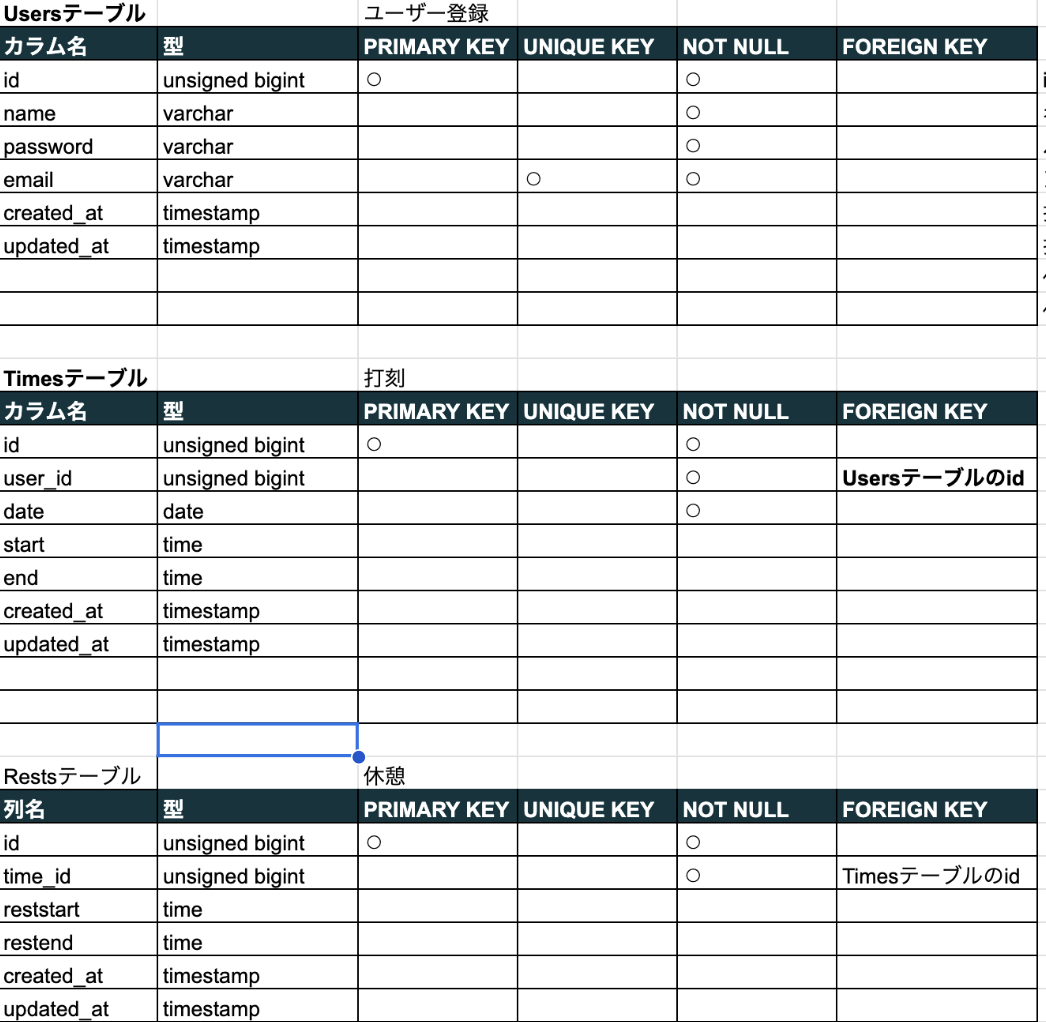 Usersテーブル ユーザー登録
カラム名 型 PRIMARY KEY UNIQUE KEY NOT NULL FOREIGN KEY
id unsigned bigint ○ ○
name varchar ○
password varchar ○
email varchar ○ ○
created_at timestamp
updated_at timestamp
Timesテーブル 打刻
カラム名 型 PRIMARY KEY UNIQUE KEY NOT NULL FOREIGN KEY
id unsigned bigint ○ ○
user_id unsigned bigint ○ Usersテーブルのid
date date ○
start time
end time
created_at timestamp
updated_at timestamp
Restsテーブル 休憩
列名 型 PRIMARY KEY UNIQUE KEY NOT NULL FOREIGN KEY
id unsigned bigint ○ ○
time_id unsigned bigint ○ Timesテーブルのid
reststart time
restend time
created_at timestamp
updated_at timestamp